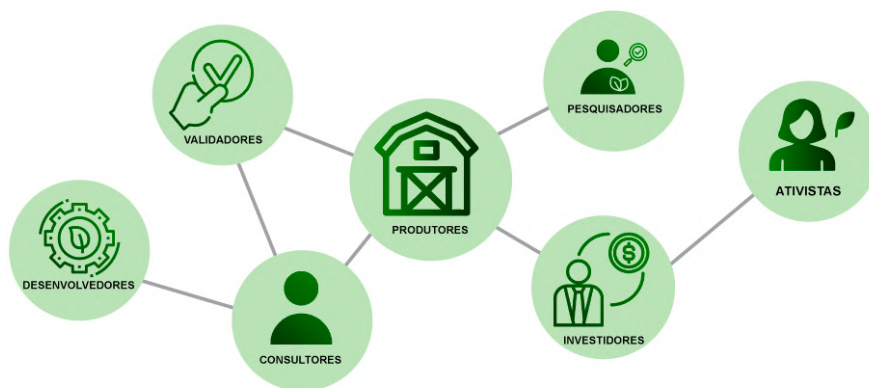 VALIDADORES
PESQUISADORES
ATIVISTAS
PRODUTORES
DESENVOLVEDORES
$
INVESTIDORES
CONSULTORES